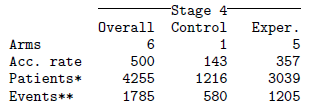 Stage 4
Overall Control Exper.
Arms 6 1 5
Acc. rate 500 143 357
Patients* 4255 1216 3039
Events** 1785 580 1205